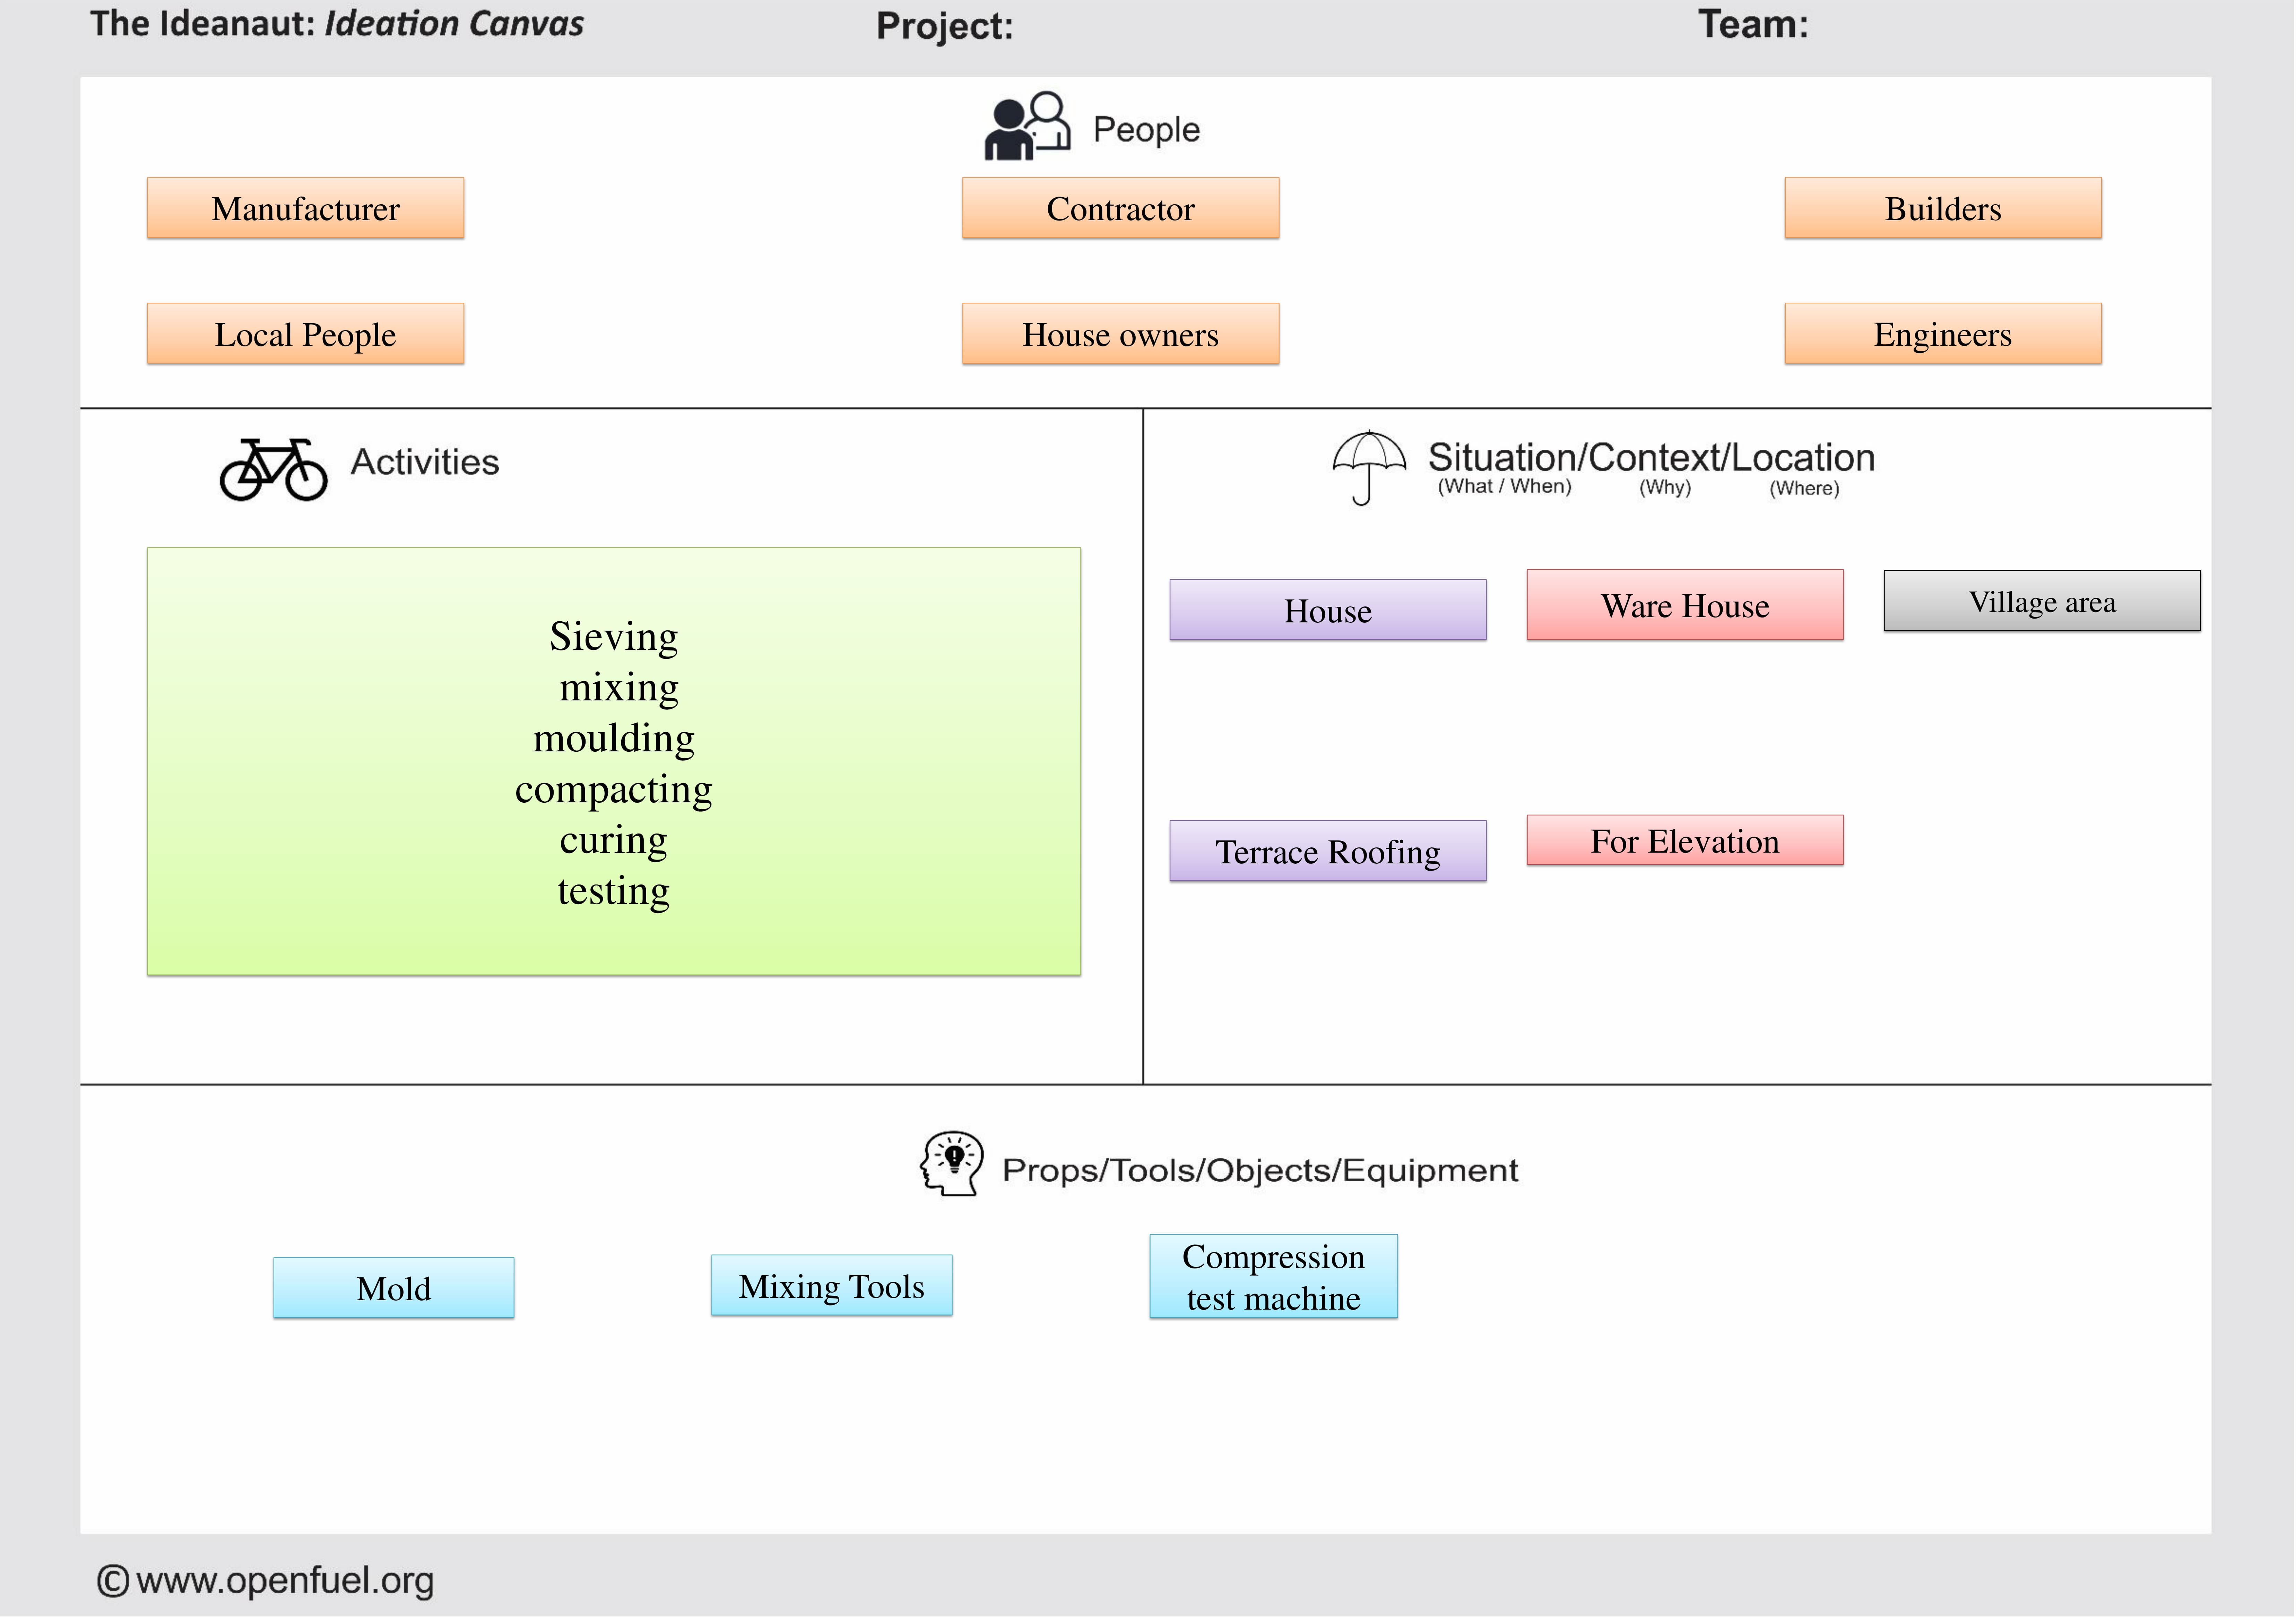 The Ideanaut: Ideation Canvas
Project:
Team:
People
Manufacturer
Contractor
Builders
Local People
House owners
Engineers
Activities
Sieving
mixing
moulding
compacting
curing
testing
Situation/Context/Location
(What / When) (Why) (Where)
House
Ware House
Village area
Terrace Roofing
For Elevation
Props/Tools/Objects/Equipment
Mold
Mixing Tools
Compression
test machine
© www.openfuel.org